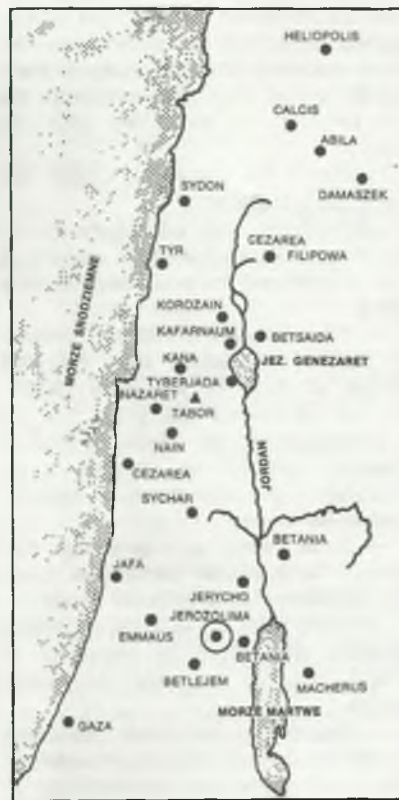 HELIOPOLIS
CALCIS
ABILA
DAMASZEK
SYDON
CEZAREA
FILIPOWA
TYR
MORZE ŚRÓDZIEMNE
KOROZAIN
KAFARNAUM
BETSAIDA
JEZ. GENEZARET
KANA
TYBERJADA
NAZARET
TABOR
NAIN
CEZAREA
JORDAN
SYCHAR
BETANIA
JAFA
JERYCHO
JEROZOLIMA
EMMAUS
BETANIA
BETLEJEM
MACHERUS
MORZE MARTWE
GAZA